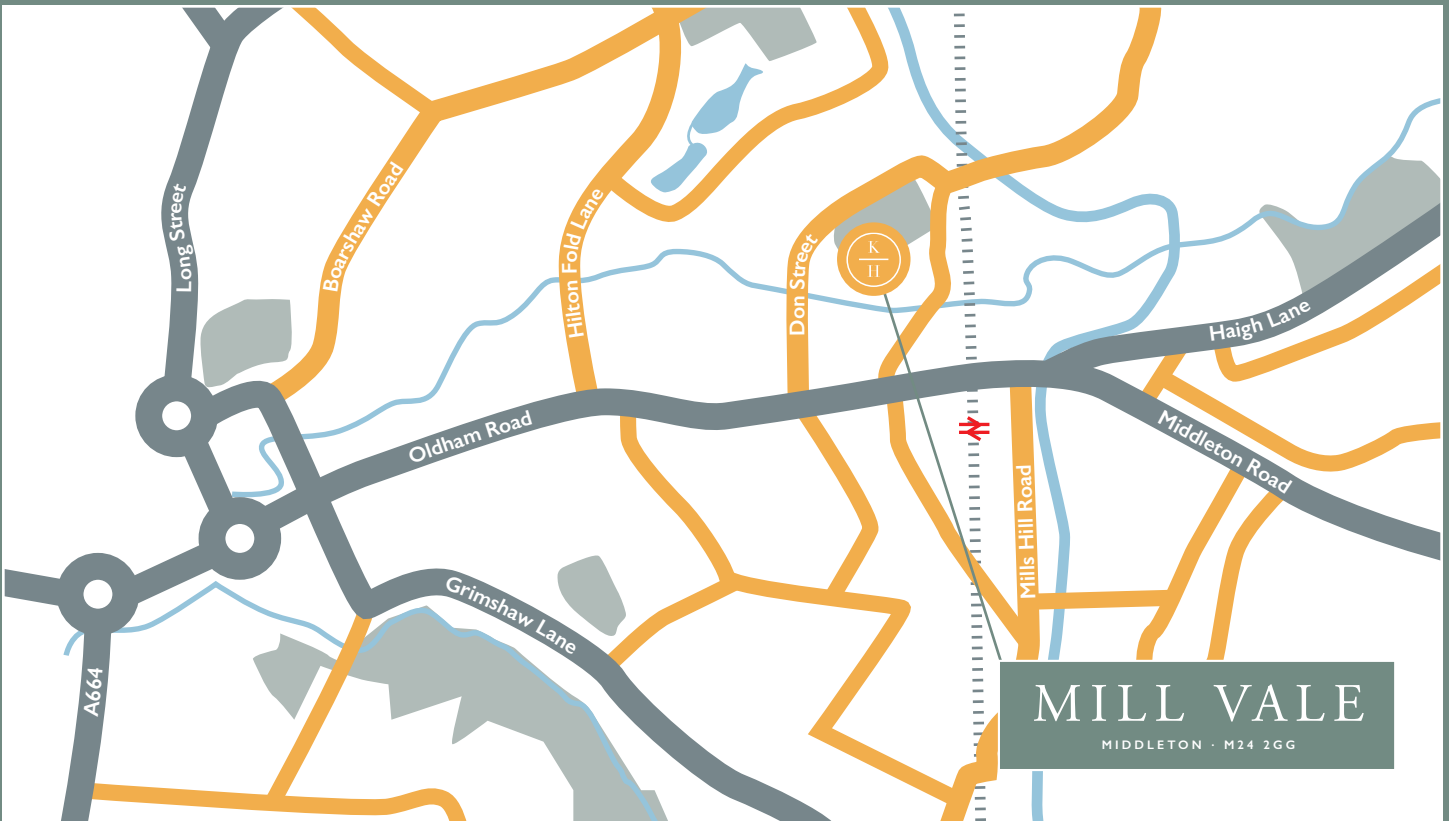 Long Street
Boarshaw Road
Hilton Fold Lane
Don Street
K
H
Haigh Lane
Oldham Road
Middleton Road
Mills Hill Road
Grimshaw Lane
A664
MILL VALE
MIDDLETON · M24 2GG